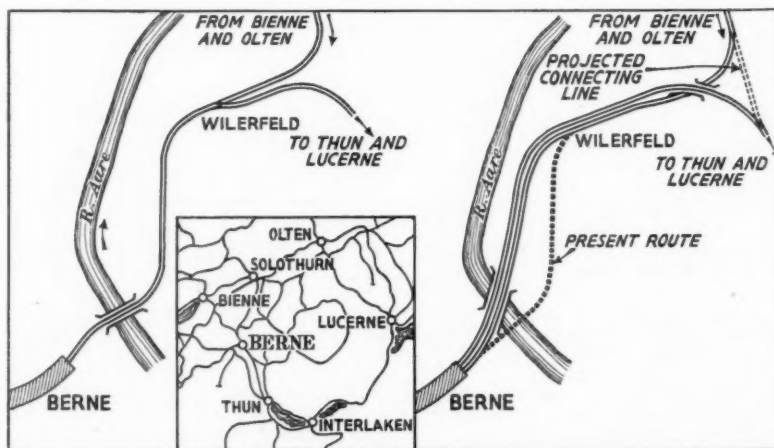 FROM BIENNE
AND OLTEN
WILERFELD
TO THUN AND
LUCERNE
R. Aare
BERNE
OLTEN
SOLOTHURN
BIENNE
LUCERNE
BERNE
THUN
INTERLAKEN
FROM BIENNE
AND OLTEN
PROJECTED
CONNECTING
LINE
WILERFELD
TO THUN AND
LUCERNE
R. Aare
PRESENT ROUTE
BERNE